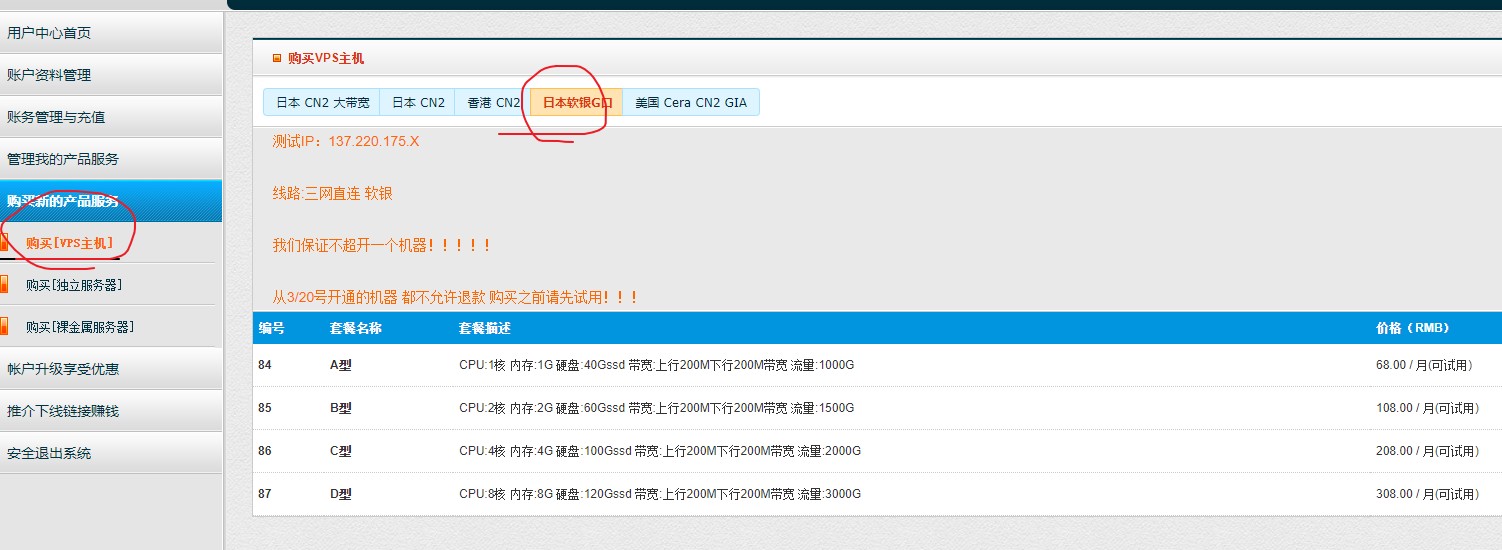 用户中心首页
账户资料管理
账务管理与充值
管理我的产品服务
购买新的产品服务
购买[VPS主机]
购买[独立服务器]
购买[裸金属服务器]
帐户升级享受优惠
推介下线链接赚钱
安全退出系统
购买VPS主机
日本 CN2 大带宽 日本 CN2 香港 CN2 日本软银G口 美国 Cera CN2 GIA
测试IP：137.220.175.X
线路:三网直连 软银
我们保证不超开一个机器！！！！！
从3/20号开通的机器 都不允许退款 购买之前请先试用！！！
编号 套餐名称 套餐描述 价格（RMB）
84 A型 CPU:1核 内存:1G 硬盘:40Gssd 带宽:上行200M下行200M带宽 流量:1000G 68.00 / 月(可试用)
85 B型 CPU:2核 内存:2G 硬盘:60Gssd 带宽:上行200M下行200M带宽 流量:1500G 108.00 / 月(可试用)
86 C型 CPU:4核 内存:4G 硬盘:100Gssd 带宽:上行200M下行200M带宽 流量:2000G 208.00 / 月(可试用)
87 D型 CPU:8核 内存:8G 硬盘:120Gssd 带宽:上行200M下行200M带宽 流量:3000G 308.00 / 月(可试用)